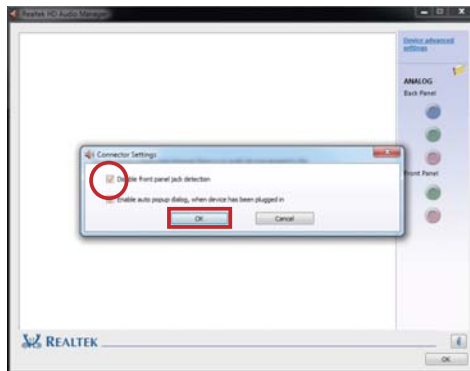 Realtek HD Audio Manager
Device advanced
settings
ANALOG
Back Panel
Connector Settings
Disable front panel jack detection
Enable auto popup dialog, when device has been plugged in
OK
Cancel
Front Panel
REALTEK
OK